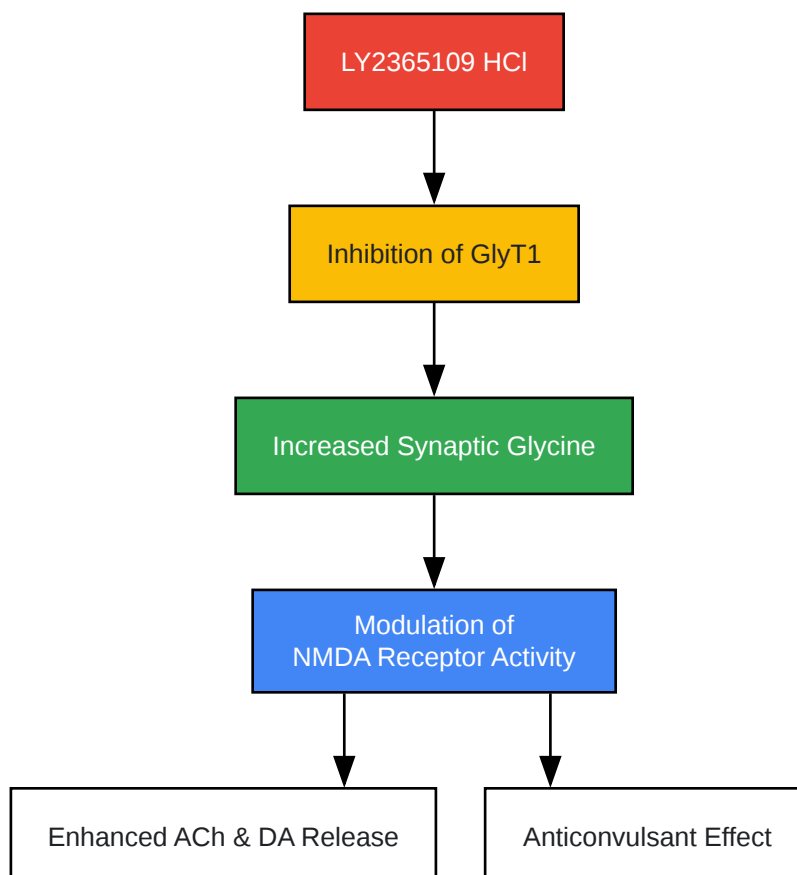 LY2365109 HCl
Inhibition of GlyT1
Increased Synaptic Glycine
Modulation of
NMDA Receptor Activity
Enhanced ACh & DA Release
Anticonvulsant Effect